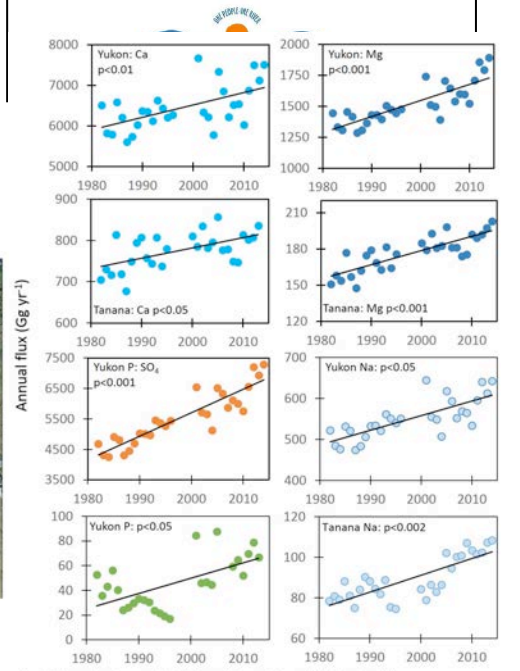 ONE PEOPLE ONE RIVER
Annual flux (Gg yr⁻¹)
Yukon: Ca
p<0.01
8000
7000
6000
5000
1980 1990 2000 2010
Yukon: Mg
p<0.001
2000
1750
1500
1250
1000
1980 1990 2000 2010
900
800
700
600
Tanana: Ca p<0.05
1980 1990 2000 2010
210
180
150
120
Tanana: Mg p<0.001
1980 1990 2000 2010
Yukon P: SO₄
p<0.001
7500
6500
5500
4500
3500
1980 1990 2000 2010
Yukon Na: p<0.05
700
600
500
400
1980 1990 2000 2010
Yukon P: p<0.05
100
80
60
40
20
0
1980 1990 2000 2010
Tanana Na: p<0.002
120
100
80
60
1980 1990 2000 2010